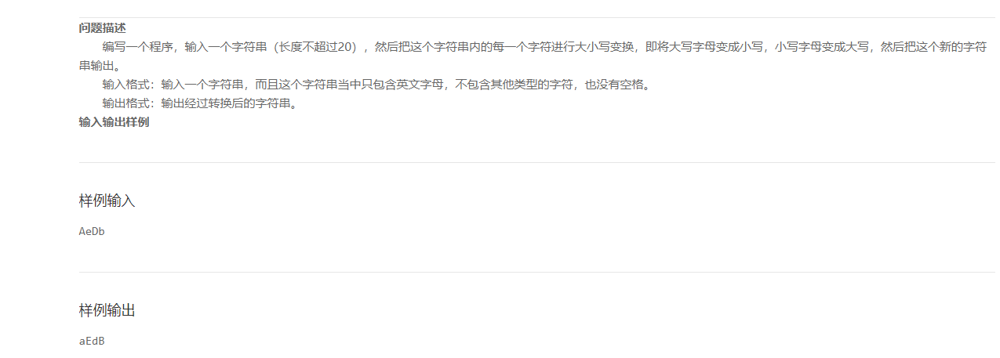 问题描述
编写一个程序，输入一个字符串（长度不超过20），然后把这个字符串内的每一个字符进行大小写变换，即将大写字母变成小写，小写字母变成大写，然后把这个新的字符
串输出。
输入格式：输入一个字符串，而且这个字符串当中只包含英文字母，不包含其他类型的字符，也没有空格。
输出格式：输出经过转换后的字符串。
输入输出样例
样例输入
AeDb
样例输出
aEdB